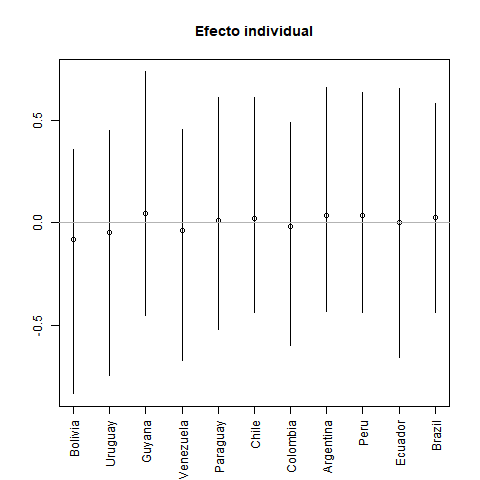 Efecto individual
0.5
0.0
-0.5
Bolivia
Uruguay
Guyana
Venezuela
Paraguay
Chile
Colombia
Argentina
Peru
Ecuador
Brazil